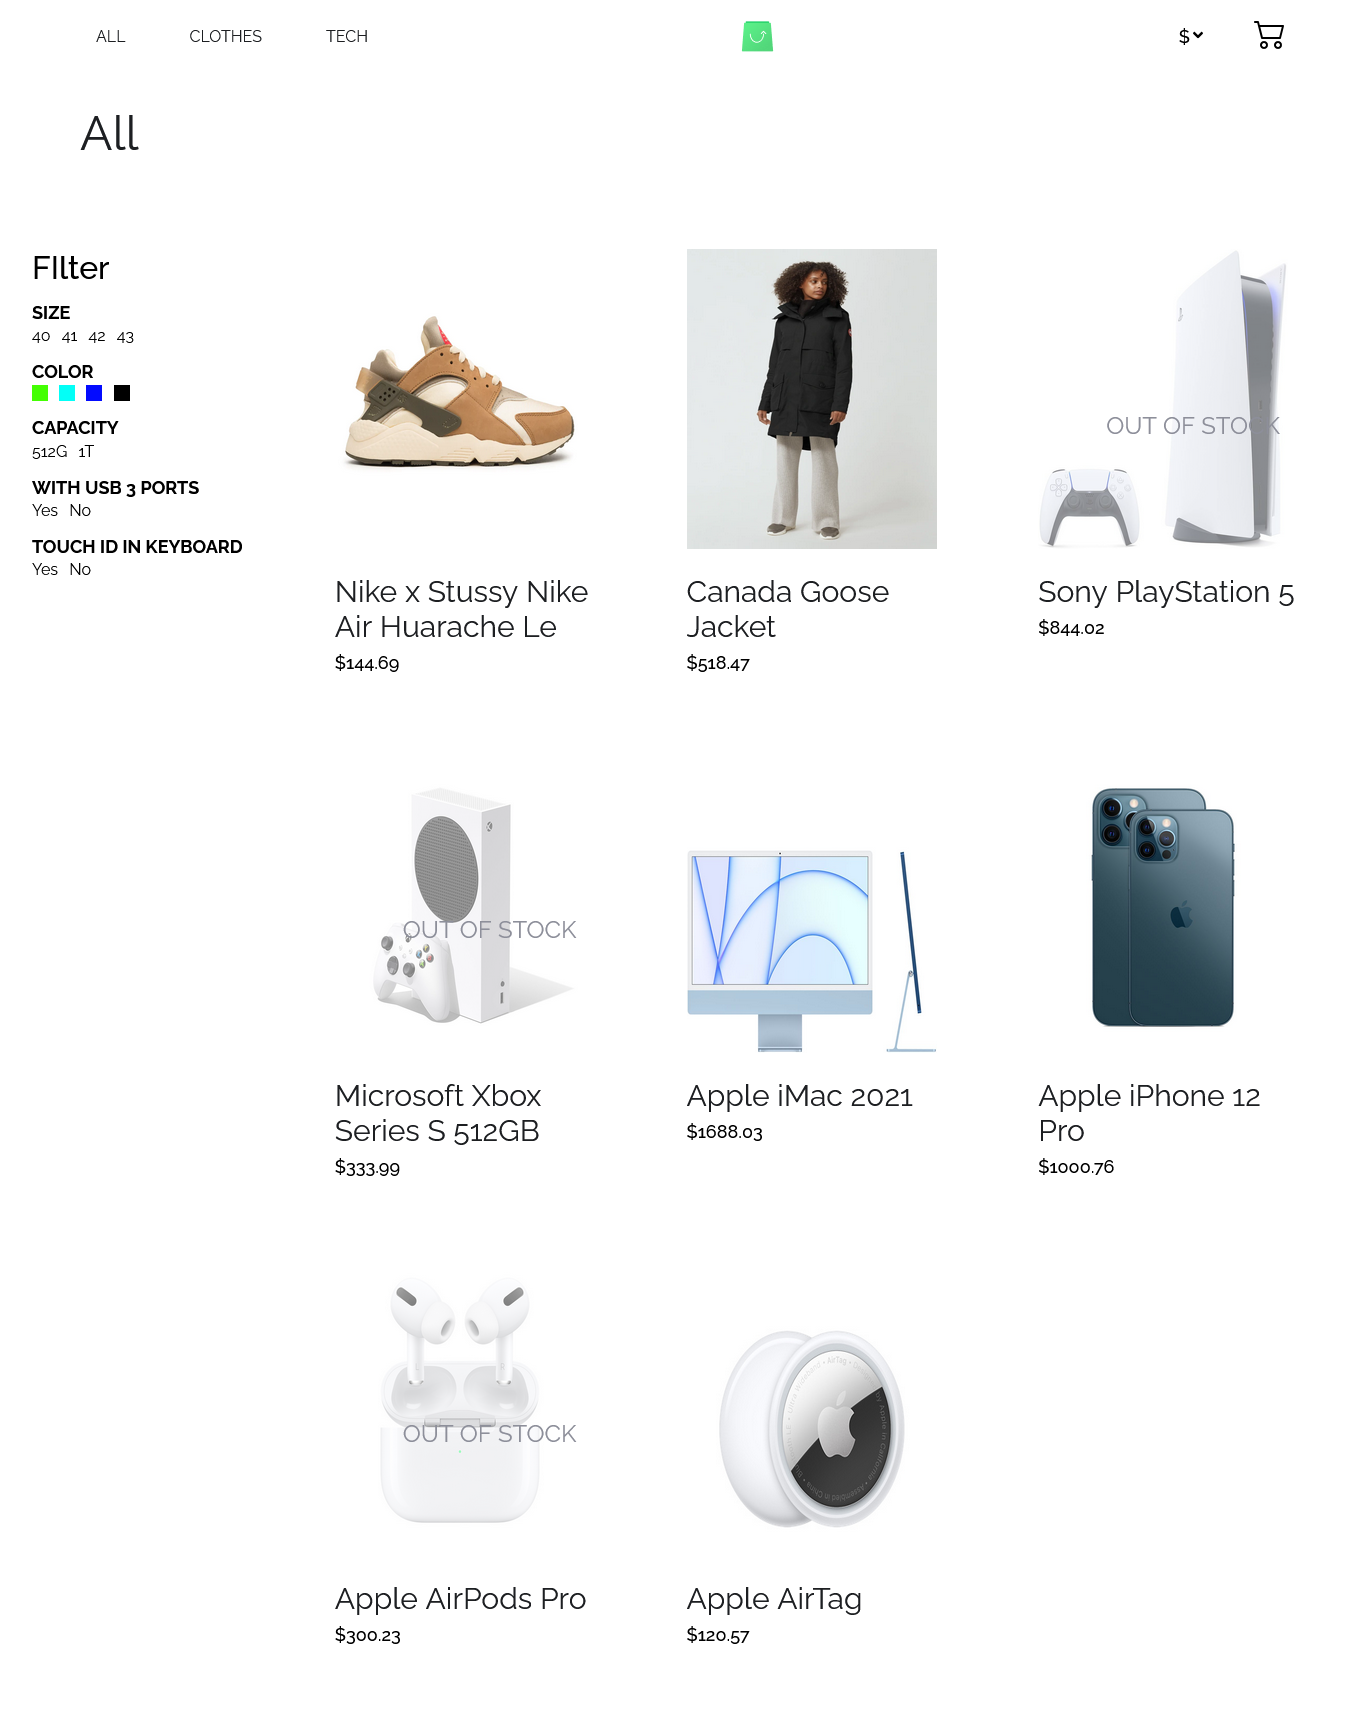 ALL CLOTHES TECH $
All
FIlter
SIZE
40 41 42 43
COLOR
CAPACITY
512G 1T
WITH USB 3 PORTS
Yes No
TOUCH ID IN KEYBOARD
Yes No
Nike x Stussy Nike
Air Huarache Le
$144.69
Canada Goose
Jacket
$518.47
OUT OF STOCK
Sony PlayStation 5
$844.02
OUT OF STOCK
Microsoft Xbox
Series S 512GB
$333.99
Apple iMac 2021
$1688.03
Apple iPhone 12
Pro
$1000.76
OUT OF STOCK
Apple AirPods Pro
$300.23
Apple AirTag
$120.57